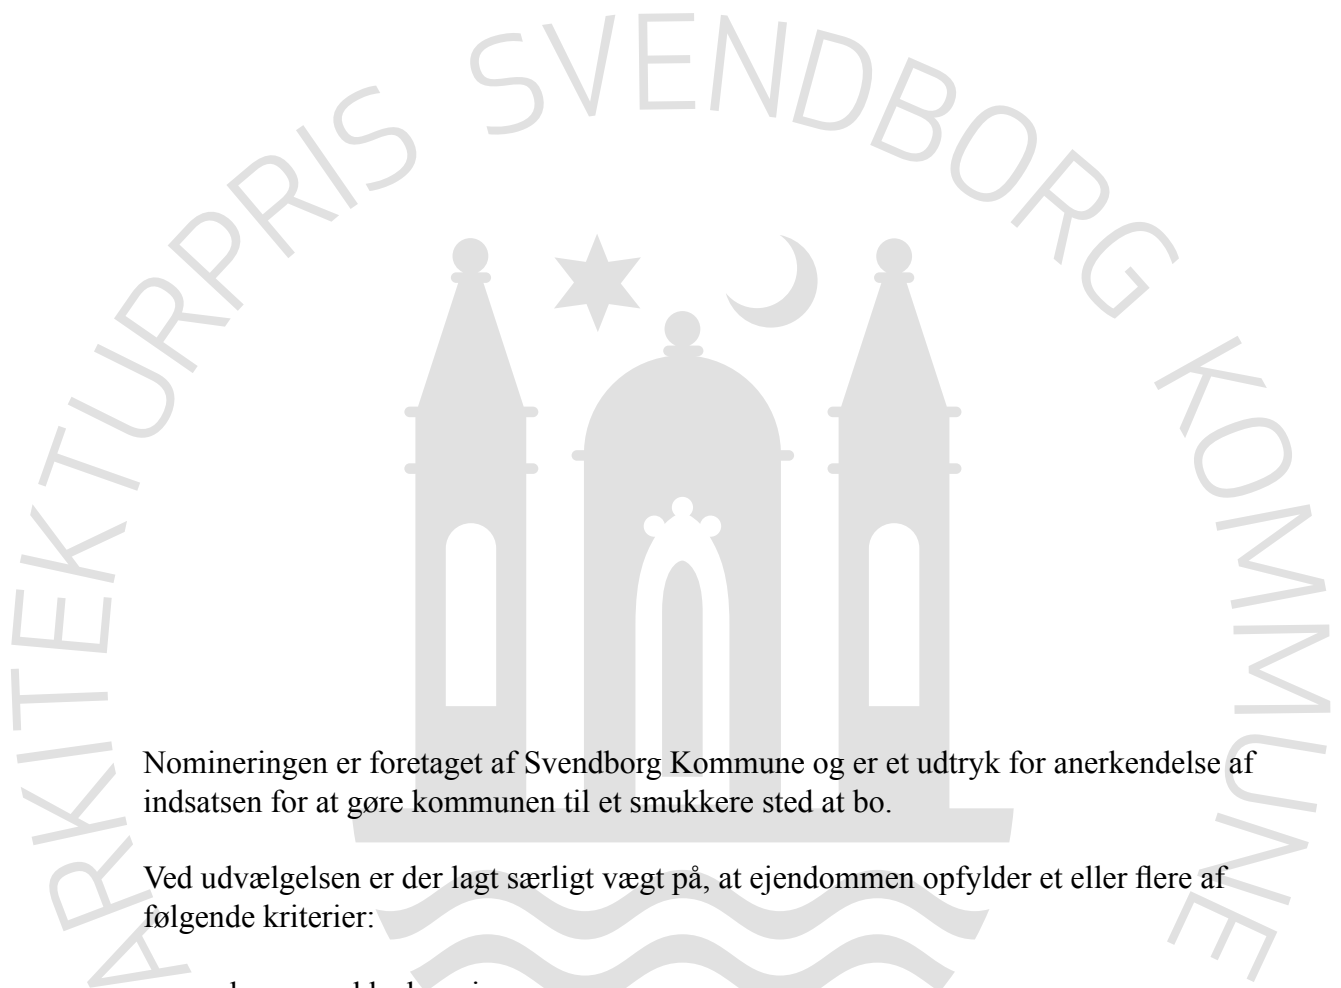 ARKITEKTURPRIS SVENDBORG KOMMUNE
Nomineringen er foretaget af Svendborg Kommune og er et udtryk for anerkendelse af
indsatsen for at gøre kommunen til et smukkere sted at bo.
Ved udvælgelsen er der lagt særligt vægt på, at ejendommen opfylder et eller flere af
følgende kriterier: